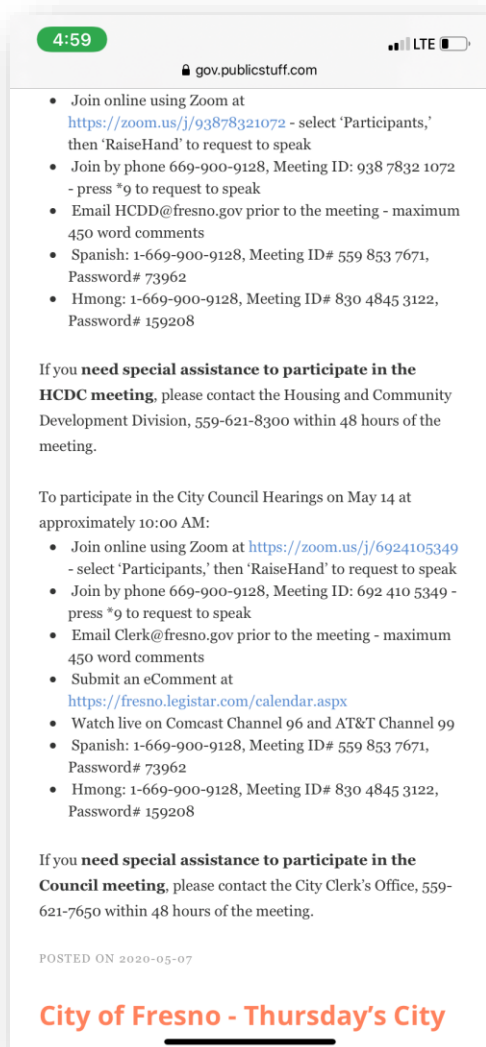 4:59
LTE
gov.publicstuff.com
• Join online using Zoom at
https://zoom.us/j/93878321072 - select ‘Participants,’
then ‘RaiseHand’ to request to speak
• Join by phone 669-900-9128, Meeting ID: 938 7832 1072
- press *9 to request to speak
• Email HCDD@fresno.gov prior to the meeting - maximum
450 word comments
• Spanish: 1-669-900-9128, Meeting ID# 559 853 7671,
Password# 73962
• Hmong: 1-669-900-9128, Meeting ID# 830 4845 3122,
Password# 159208
If you need special assistance to participate in the
HCDC meeting, please contact the Housing and Community
Development Division, 559-621-8300 within 48 hours of the
meeting.
To participate in the City Council Hearings on May 14 at
approximately 10:00 AM:
• Join online using Zoom at https://zoom.us/j/6924105349
- select ‘Participants,’ then ‘RaiseHand’ to request to speak
• Join by phone 669-900-9128, Meeting ID: 692 410 5349 -
press *9 to request to speak
• Email Clerk@fresno.gov prior to the meeting - maximum
450 word comments
• Submit an eComment at
https://fresno.legistar.com/calendar.aspx
• Watch live on Comcast Channel 96 and AT&T Channel 99
• Spanish: 1-669-900-9128, Meeting ID# 559 853 7671,
Password# 73962
• Hmong: 1-669-900-9128, Meeting ID# 830 4845 3122,
Password# 159208
If you need special assistance to participate in the
Council meeting, please contact the City Clerk’s Office, 559-
621-7650 within 48 hours of the meeting.
POSTED ON 2020-05-07
City of Fresno - Thursday’s City